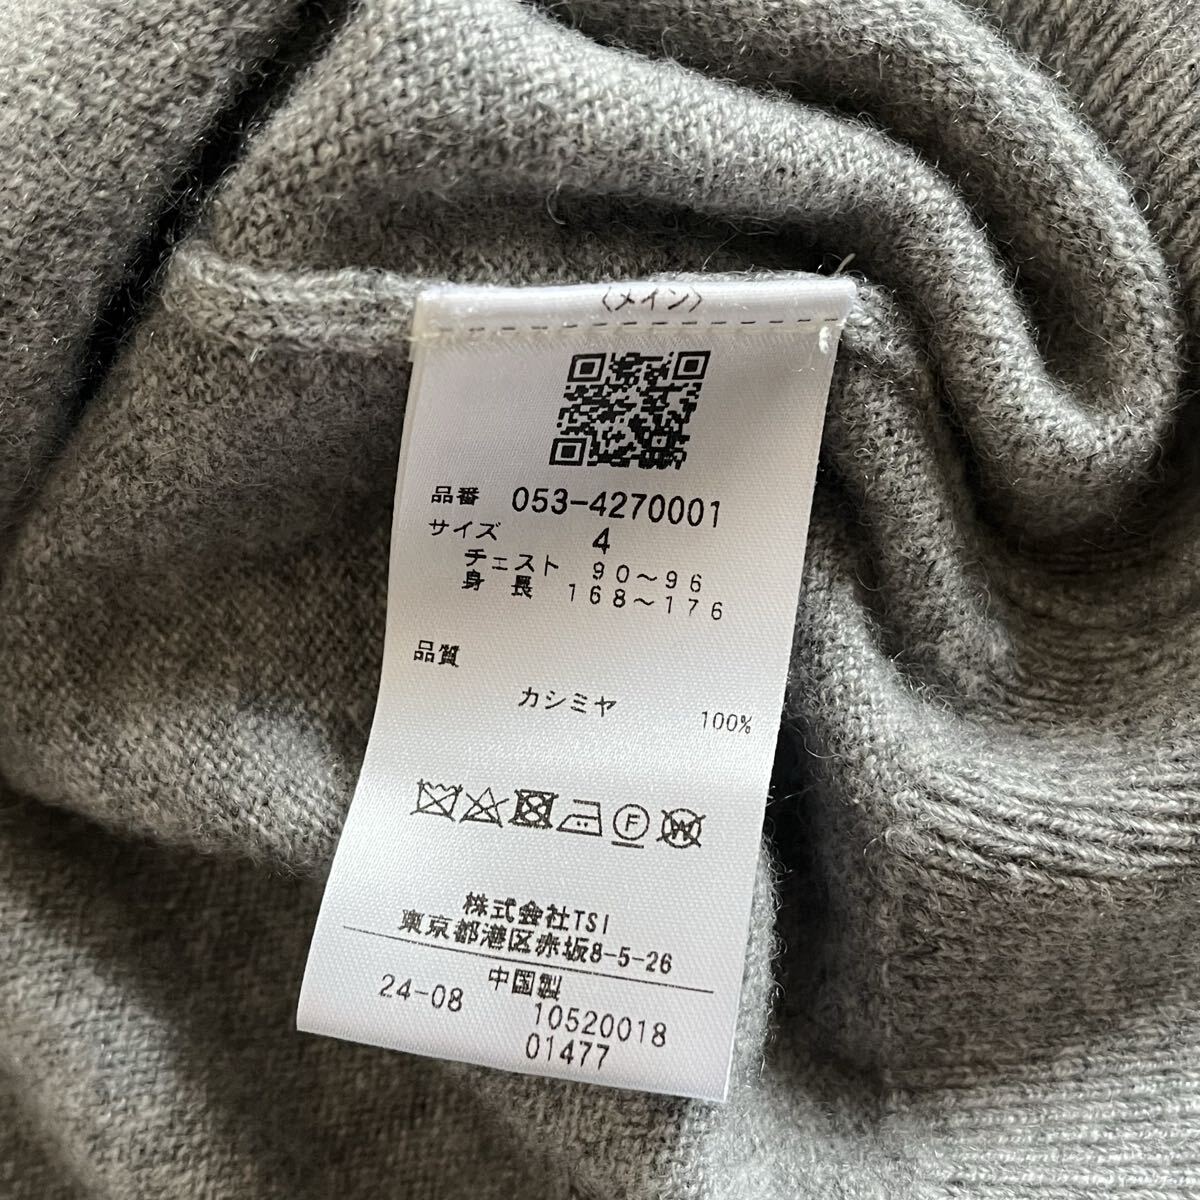 〈メイン〉
品番 053-4270001
サイズ 4
チェスト 90～96
身長 168～176
品質
カシミヤ 100%
F W
株式会社TSI
東京都港区赤坂8-5-26
中国製
24-08 10520018
01477